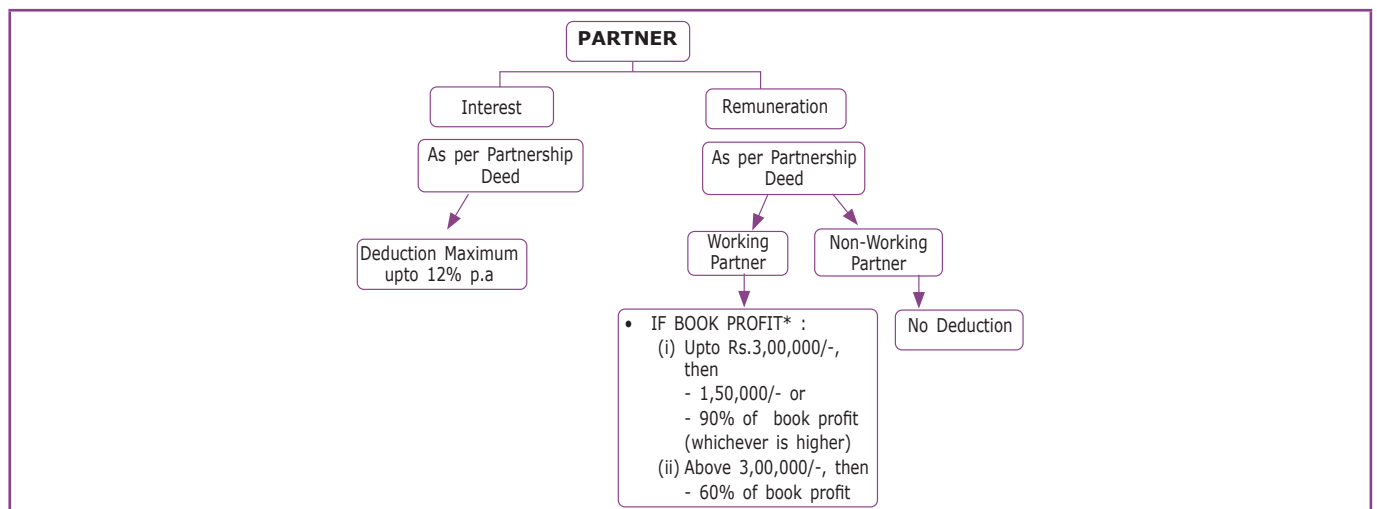 PARTNER
Interest
As per Partnership
Deed
Deduction Maximum
upto 12% p.a
Remuneration
As per Partnership
Deed
Working
Partner
• IF BOOK PROFIT* :
(i) Upto Rs.3,00,000/-,
then
- 1,50,000/- or
- 90% of book profit
(whichever is higher)
(ii) Above 3,00,000/-, then
- 60% of book profit
Non-Working
Partner
No Deduction